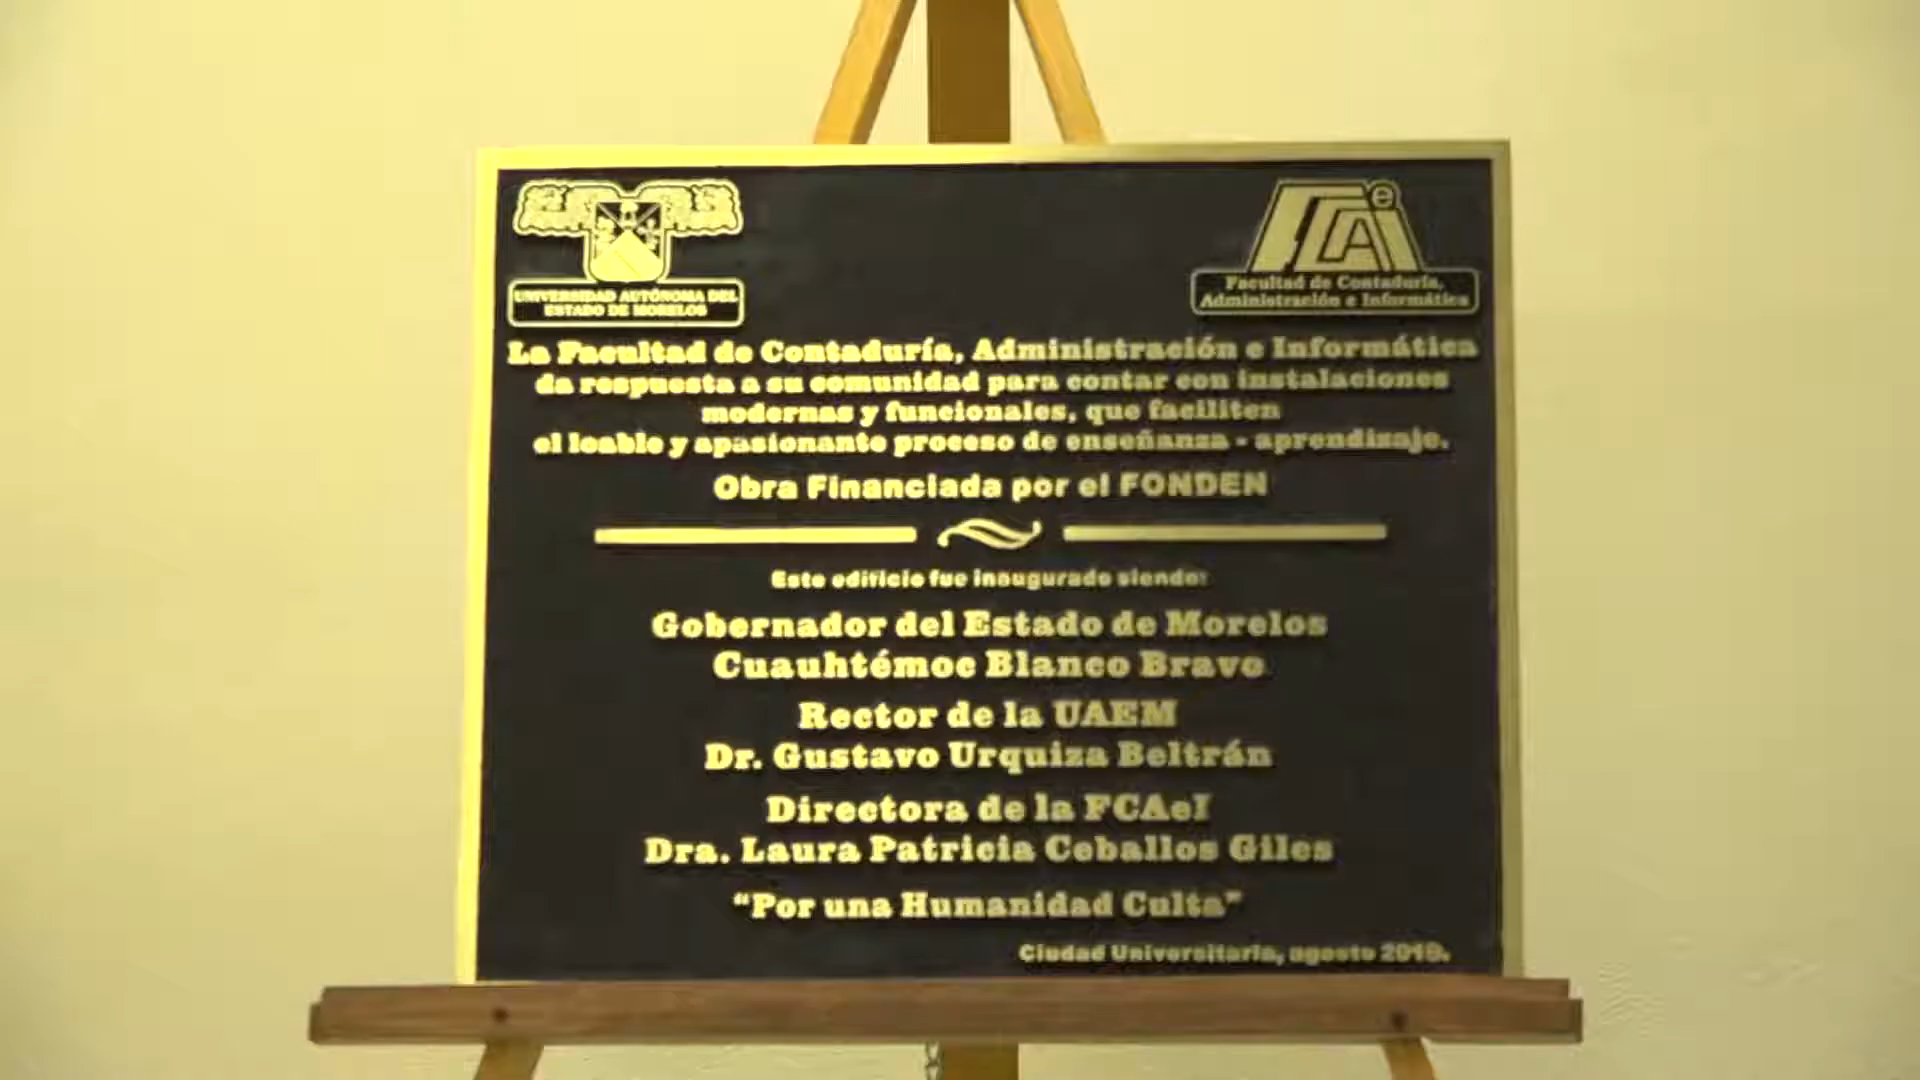 UNIVERSIDAD AUTÓNOMA DEL
ESTADO DE MORELOS
FCAeI
Facultad de Contaduría,
Administración e Informática
La Facultad de Contaduría, Administración e Informática
da respuesta a su comunidad para contar con instalaciones
modernas y funcionales, que faciliten
el loable y apasionante proceso de enseñanza - aprendizaje.
Obra Financiada por el FONDEN
Este edificio fue inaugurado siendo:
Gobernador del Estado de Morelos
Cuauhtémoc Blanco Bravo
Rector de la UAEM
Dr. Gustavo Urquiza Beltrán
Directora de la FCAeI
Dra. Laura Patricia Ceballos Giles
“Por una Humanidad Culta”
Ciudad Universitaria, agosto 2019.